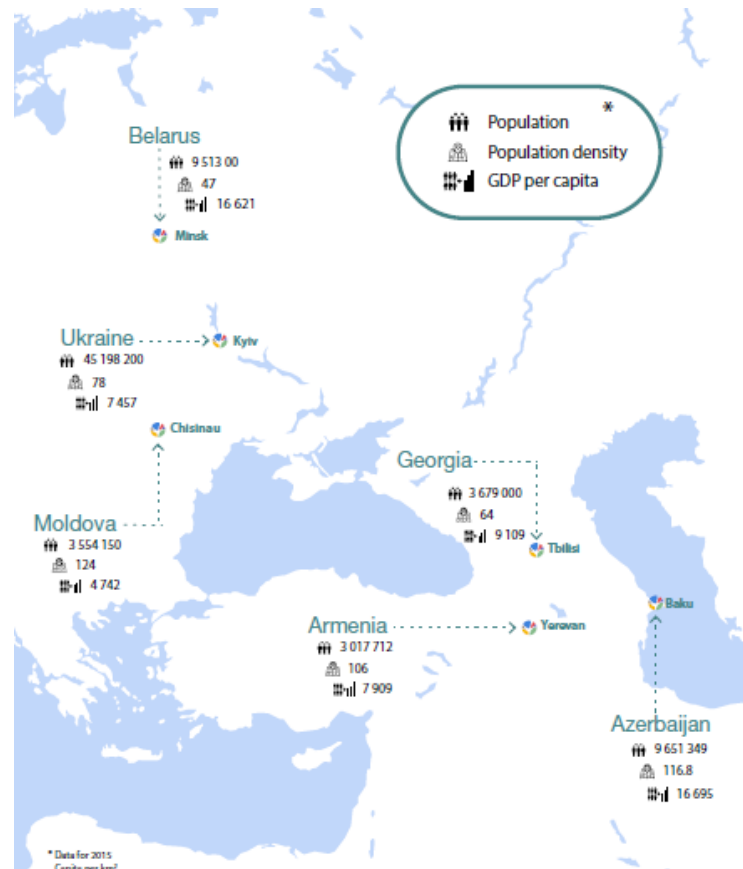 *
Population
Population density
GDP per capita
Belarus
9 513 00
47
16 621
Minsk
Ukraine
Kyiv
45 198 200
78
7 457
Chisinau
Georgia
3 679 000
64
9 109
Tbilisi
Moldova
3 554 150
124
4 742
Baku
Armenia
Yerevan
3 017 712
106
7 909
Azerbaijan
9 651 349
116.8
16 695
* Data for 2015
Capita per km²